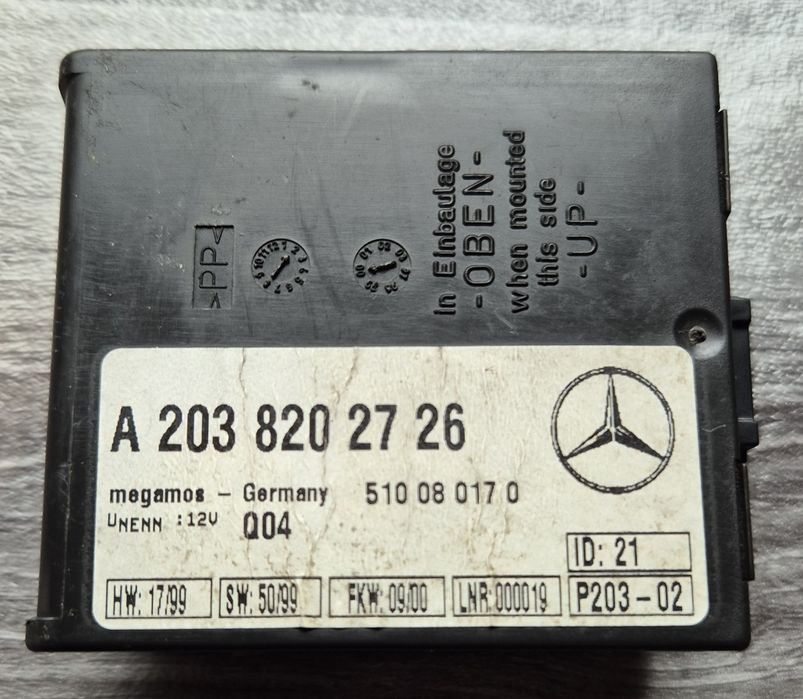 >PP<
in Einbaulage
-OBEN-
when mounted
this side
-UP-
A 203 820 27 26
megamos - Germany 510 08 017 0
UNENN :12V Q04
ID: 21
HW: 17/99 SW: 50/99 FKW: 09/00 LNR: 000019 P203-02